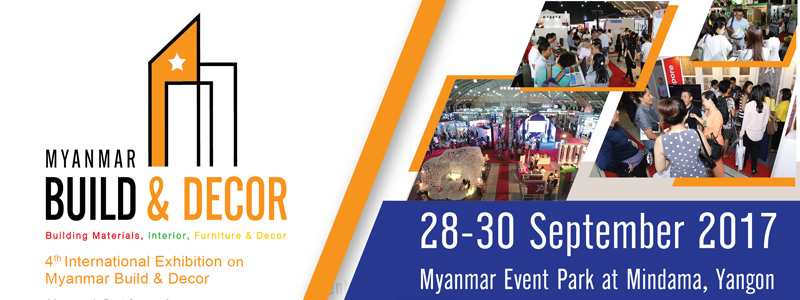 MYANMAR
BUILD & DECOR
Building Materials, Interior, Furniture & Decor
4th International Exhibition on
Myanmar Build & Decor
28-30 September 2017
Myanmar Event Park at Mindama, Yangon